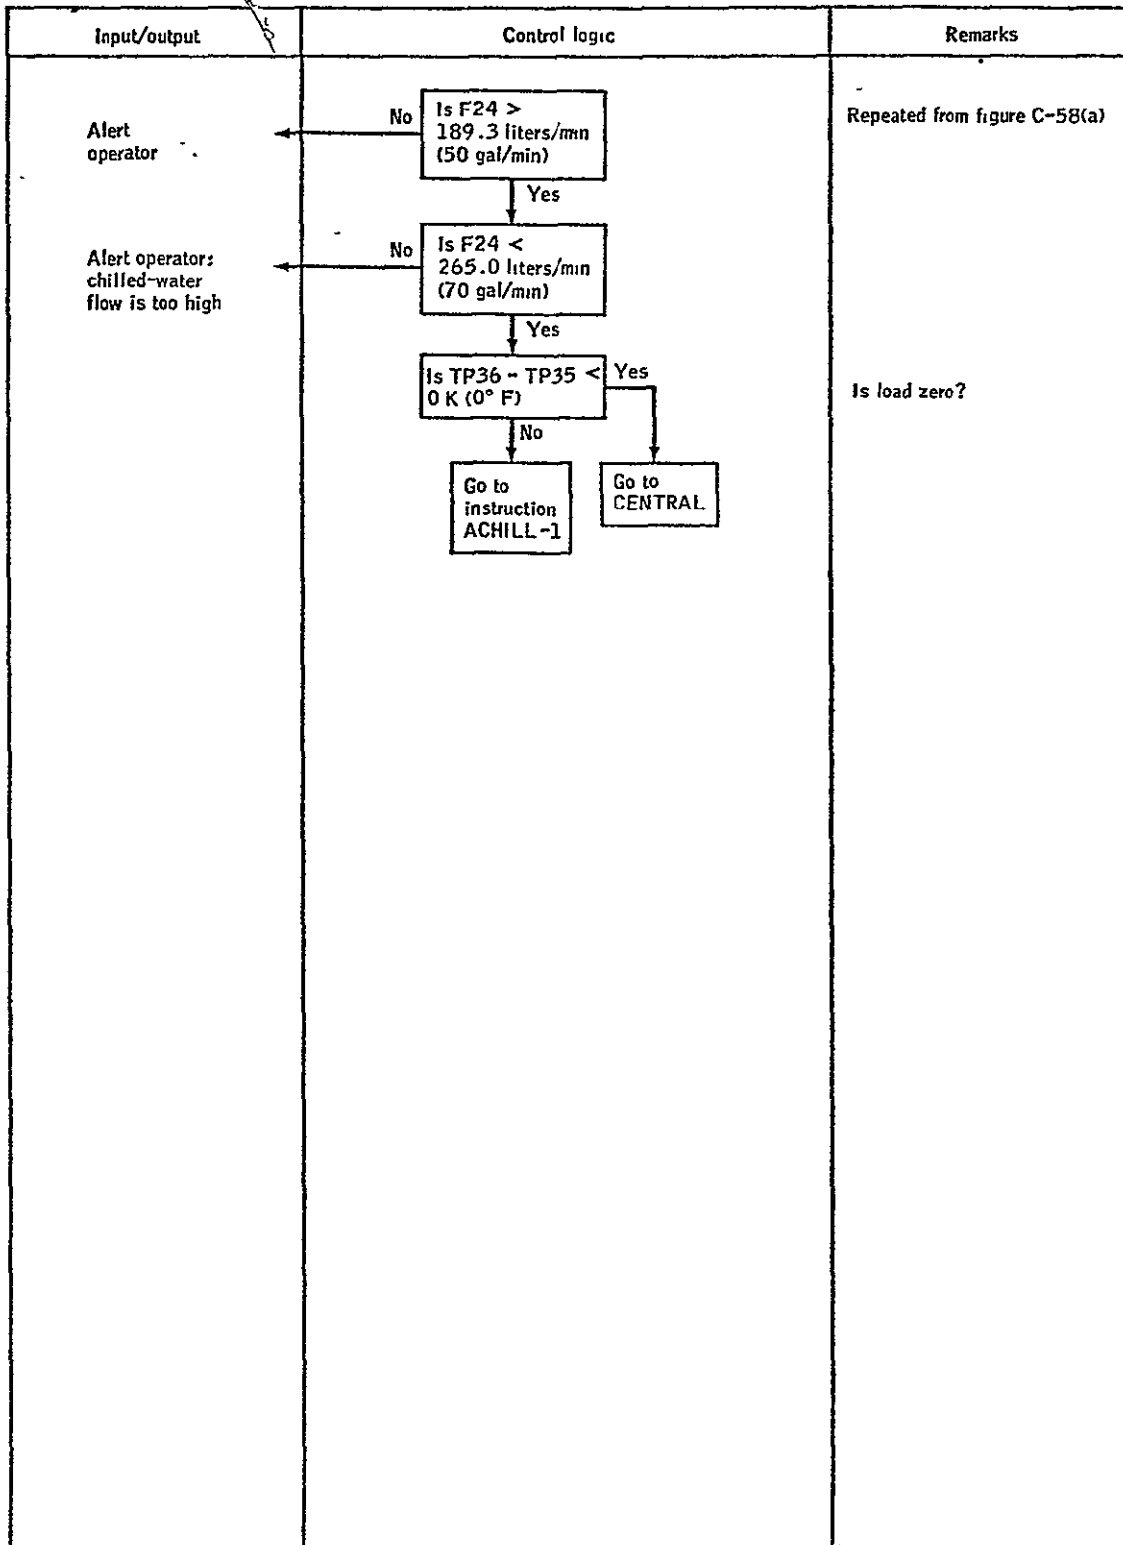 Input/output
Control logic
Remarks
Alert
operator
No
Is F24 >
189.3 liters/min
(50 gal/min)
Repeated from figure C-58(a)
Yes
Alert operator:
chilled-water
flow is too high
No
Is F24 <
265.0 liters/min
(70 gal/min)
Yes
Is TP36 - TP35 <
0 K (0° F)
Yes
Is load zero?
No
Go to
instruction
ACHILL-1
Go to
CENTRAL